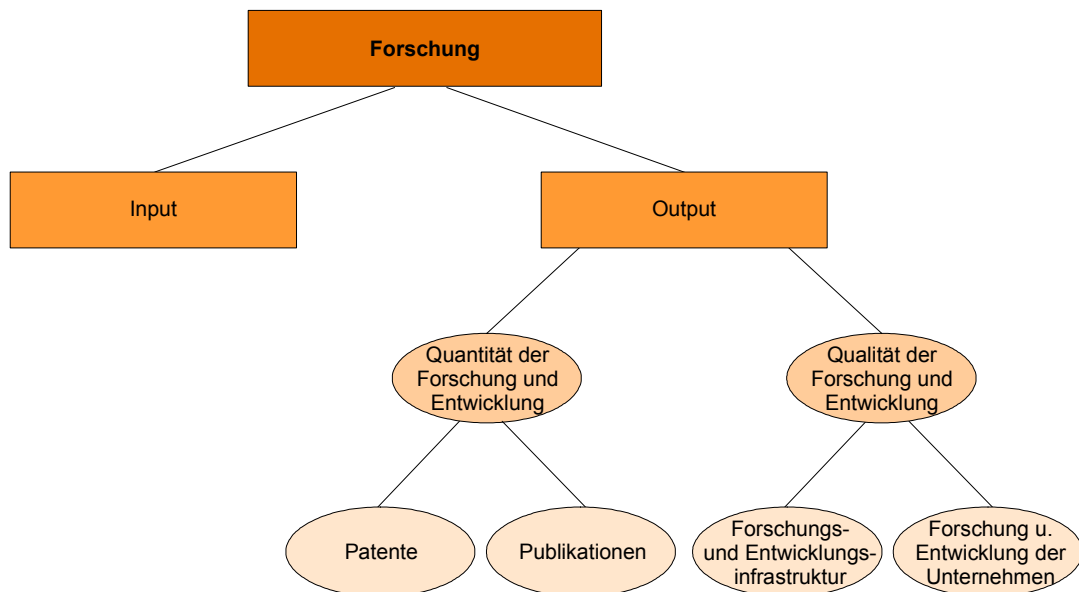 Forschung
Input
Output
Quantität der
Forschung und
Entwicklung
Qualität der
Forschung und
Entwicklung
Patente
Publikationen
Forschungs-
und Entwicklungs-
infrastruktur
Forschung u.
Entwicklung der
Unternehmen